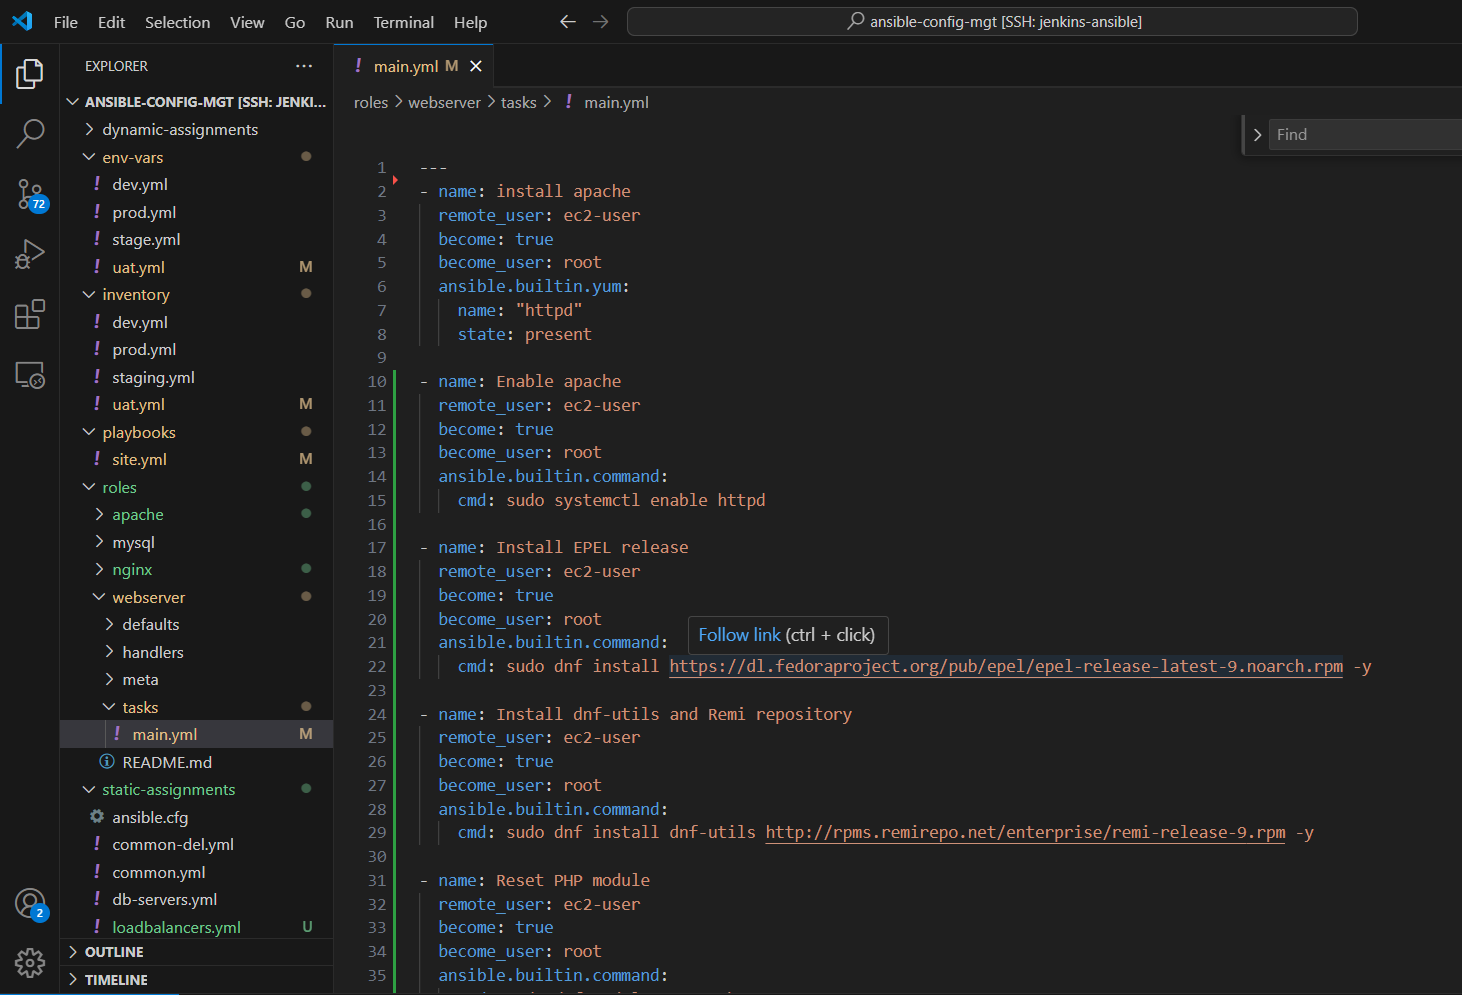 File Edit Selection View Go Run Terminal Help
ansible-config-mgt [SSH: jenkins-ansible]
EXPLORER
ANSIBLE-CONFIG-MGT [SSH: JENKI...
dynamic-assignments
env-vars
! dev.yml
! prod.yml
! stage.yml
! uat.yml M
inventory
! dev.yml
! prod.yml
! staging.yml
! uat.yml M
playbooks
! site.yml M
roles
apache
mysql
nginx
webserver
defaults
handlers
meta
tasks
! main.yml M
README.md
static-assignments
ansible.cfg
! common-del.yml
! common.yml
! db-servers.yml
! loadbalancers.yml U
OUTLINE
TIMELINE
72
2
! main.yml M
roles > webserver > tasks > ! main.yml
Find
1 ---
2 - name: install apache
3 remote_user: ec2-user
4 become: true
5 become_user: root
6 ansible.builtin.yum:
7 name: "httpd"
8 state: present
9
10 - name: Enable apache
11 remote_user: ec2-user
12 become: true
13 become_user: root
14 ansible.builtin.command:
15 cmd: sudo systemctl enable httpd
16
17 - name: Install EPEL release
18 remote_user: ec2-user
19 become: true
20 become_user: root
Follow link (ctrl + click)
21 ansible.builtin.command:
22 cmd: sudo dnf install https://dl.fedoraproject.org/pub/epel/epel-release-latest-9.noarch.rpm -y
23
24 - name: Install dnf-utils and Remi repository
25 remote_user: ec2-user
26 become: true
27 become_user: root
28 ansible.builtin.command:
29 cmd: sudo dnf install dnf-utils http://rpms.remirepo.net/enterprise/remi-release-9.rpm -y
30
31 - name: Reset PHP module
32 remote_user: ec2-user
33 become: true
34 become_user: root
35 ansible.builtin.command: